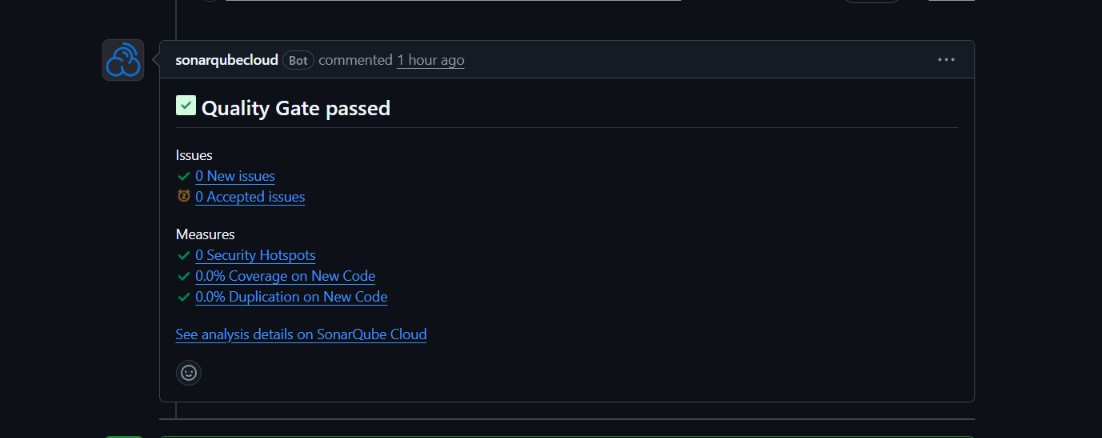 sonarqubecloud Bot commented 1 hour ago
Quality Gate passed
Issues
0 New issues
0 Accepted issues
Measures
0 Security Hotspots
0.0% Coverage on New Code
0.0% Duplication on New Code
See analysis details on SonarQube Cloud